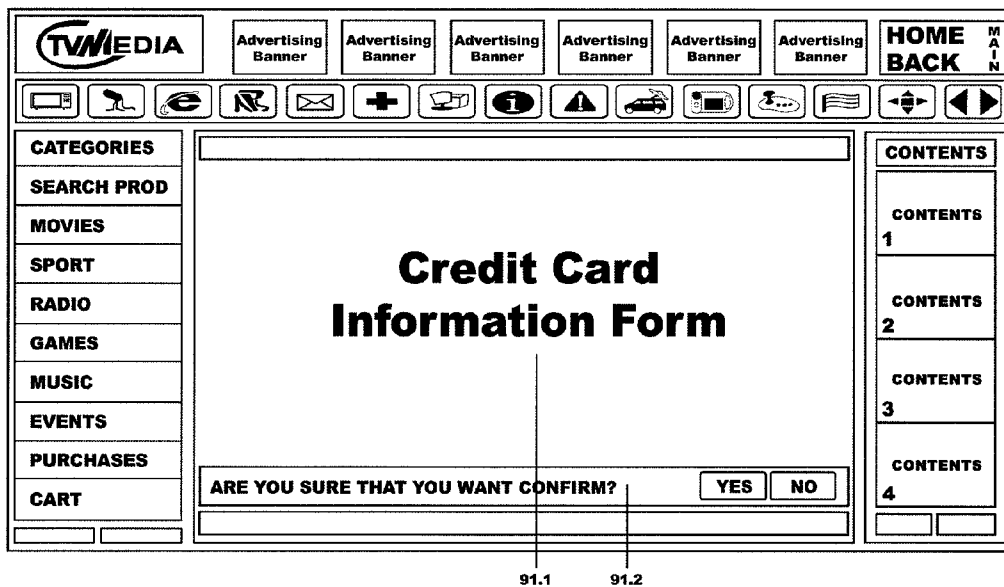 TVMEDIA
Advertising Banner
Advertising Banner
Advertising Banner
Advertising Banner
Advertising Banner
Advertising Banner
HOME
BACK
MAIN
CATEGORIES
SEARCH PROD
MOVIES
SPORT
RADIO
GAMES
MUSIC
EVENTS
PURCHASES
CART
Credit Card
Information Form
ARE YOU SURE THAT YOU WANT CONFIRM?
YES
NO
CONTENTS
CONTENTS
1
CONTENTS
2
CONTENTS
3
CONTENTS
4
91.1
91.2